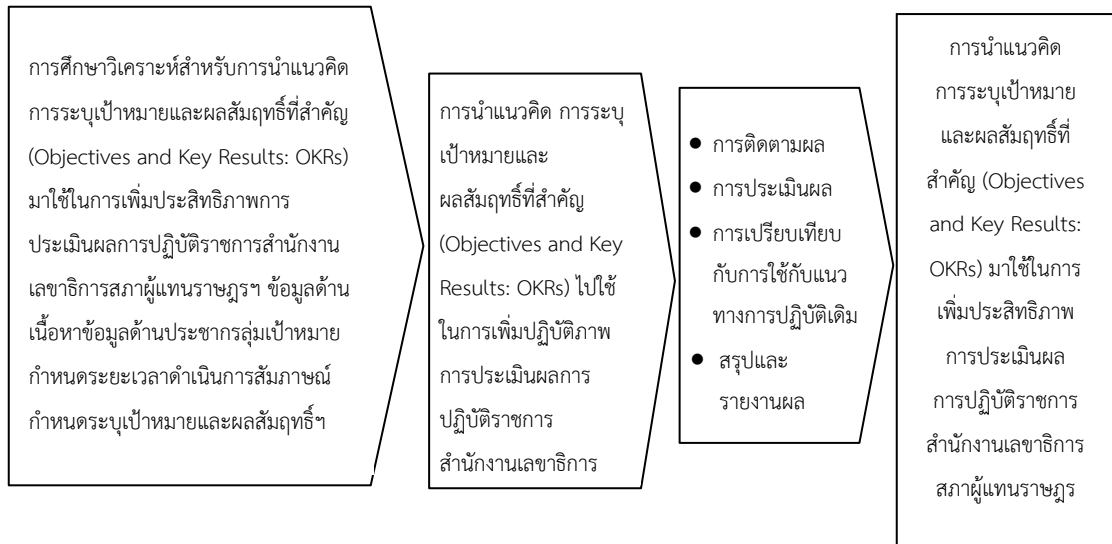 การศึกษาวิเคราะห์สำหรับการนำแนวคิด
การระบุเป้าหมายและผลสัมฤทธิ์ที่สำคัญ
(Objectives and Key Results: OKRs)
มาใช้ในการเพิ่มประสิทธิภาพการ
ประเมินผลการปฏิบัติราชการสำนักงาน
เลขาธิการสภาผู้แทนราษฎรฯ ข้อมูลด้าน
เนื้อหาข้อมูลด้านประชากรลุ่มเป้าหมาย
กำหนดระยะเวลาดำเนินการสัมภาษณ์
กำหนดระบุเป้าหมายและผลสัมฤทธิ์ฯ
การนำแนวคิด การระบุ
เป้าหมายและ
ผลสัมฤทธิ์ที่สำคัญ
(Objectives and Key
Results: OKRs) ไปใช้
ในการเพิ่มปฏิบัติภาพ
การประเมินผลการ
ปฏิบัติราชการ
สำนักงานเลขาธิการ
● การติดตามผล
● การประเมินผล
● การเปรียบเทียบ
กับการใช้กับแนว
ทางการปฏิบัติเดิม
● สรุปและ
รายงานผล
การนำแนวคิด
การระบุเป้าหมาย
และผลสัมฤทธิ์ที่
สำคัญ (Objectives
and Key Results:
OKRs) มาใช้ในการ
เพิ่มประสิทธิภาพ
การประเมินผล
การปฏิบัติราชการ
สำนักงานเลขาธิการ
สภาผู้แทนราษฎร